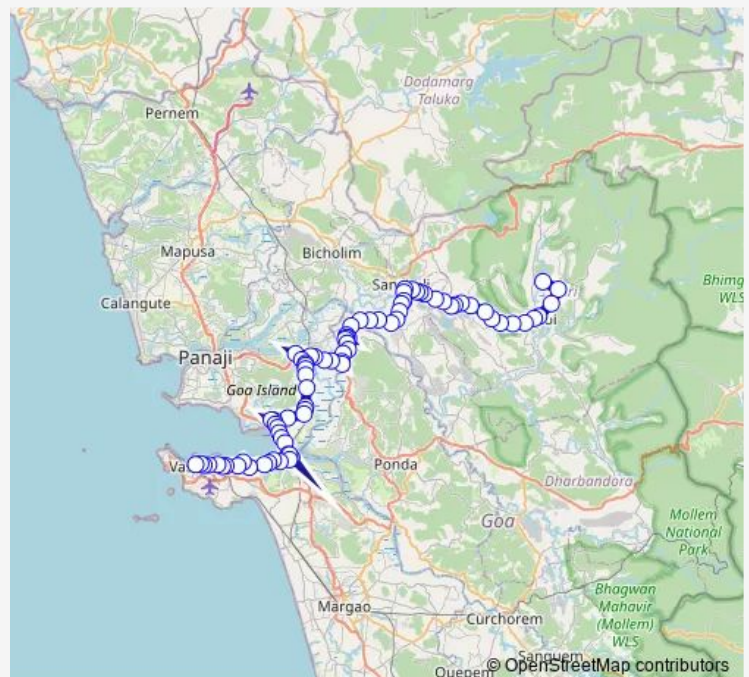 Dodamarg
Taluka
Pernem
Mapusa
Bicholim
Calangute
Bhimg
WLS
Panaji
Goa Island
Ponda
Dharbandora
Goa
Mollem
National
Park
Bhagwan
Mahavir
(Mollem)
WLS
Margao
Curchorem
Sanguem
Quepem
© OpenStreetMap contributors